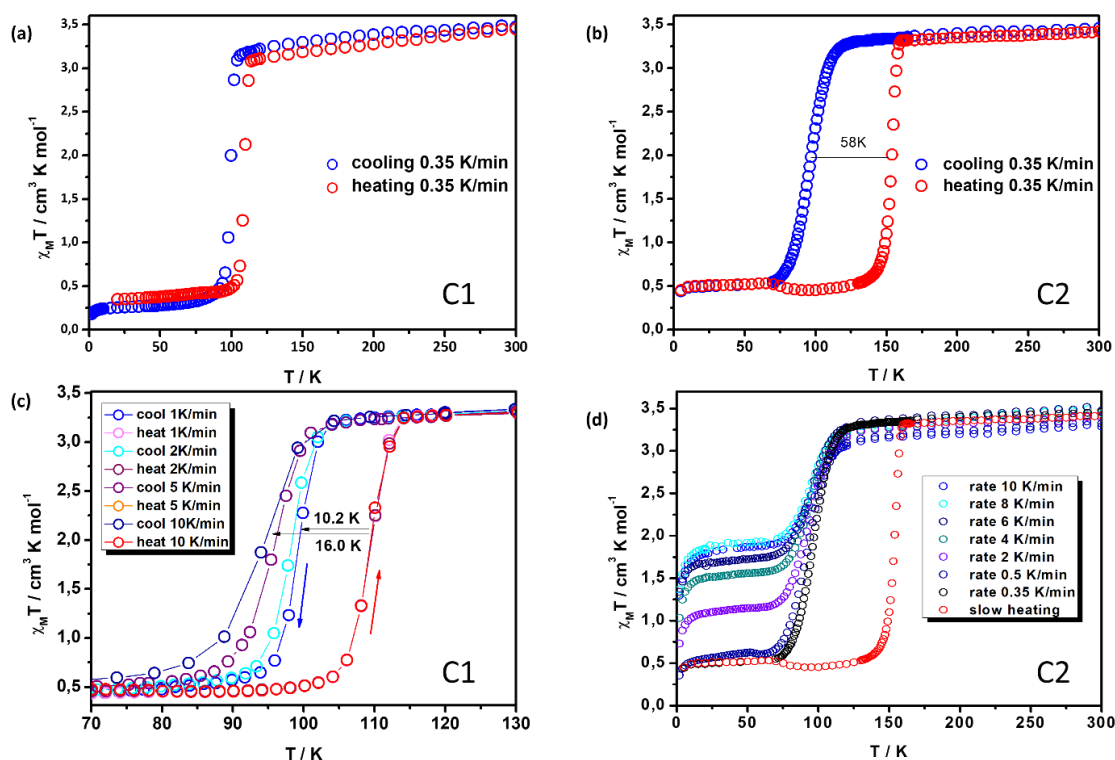 (a)
3,5
3,0
2,5
2,0
1,5
1,0
0,5
0,0
χ_M T / cm³ K mol⁻¹
cooling 0.35 K/min
heating 0.35 K/min
C1
0 50 100 150 200 250 300
T / K
(b)
3,5
3,0
2,5
2,0
1,5
1,0
0,5
0,0
χ_M T / cm³ K mol⁻¹
58K
cooling 0.35 K/min
heating 0.35 K/min
C2
0 50 100 150 200 250 300
T / K
(c)
3,5
3,0
2,5
2,0
1,5
1,0
0,5
χ_M T / cm³ K mol⁻¹
cool 1K/min
heat 1K/min
cool 2K/min
heat 2K/min
cool 5 K/min
heat 5 K/min
cool 10K/min
heat 10 K/min
10.2 K
16.0 K
C1
70 80 90 100 110 120 130
T / K
(d)
3,5
3,0
2,5
2,0
1,5
1,0
0,5
0,0
χ_M T / cm³ K mol⁻¹
rate 10 K/min
rate 8 K/min
rate 6 K/min
rate 4 K/min
rate 2 K/min
rate 0.5 K/min
rate 0.35 K/min
slow heating
C2
0 50 100 150 200 250 300
T / K